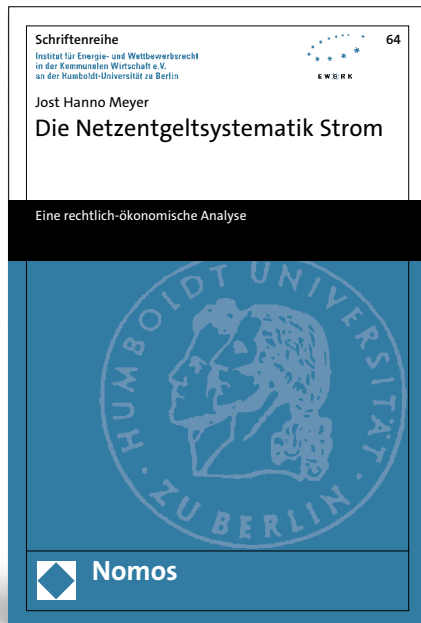 Schriftenreihe
64
Institut für Energie- und Wettbewerbsrecht
in der Kommunalen Wirtschaft e.V.
an der Humboldt-Universität zu Berlin
EWeRK
Jost Hanno Meyer
Die Netzentgeltsystematik Strom
Eine rechtlich-ökonomische Analyse
HUMBOLDT UNIVERSITÄT
ZU BERLIN
Nomos